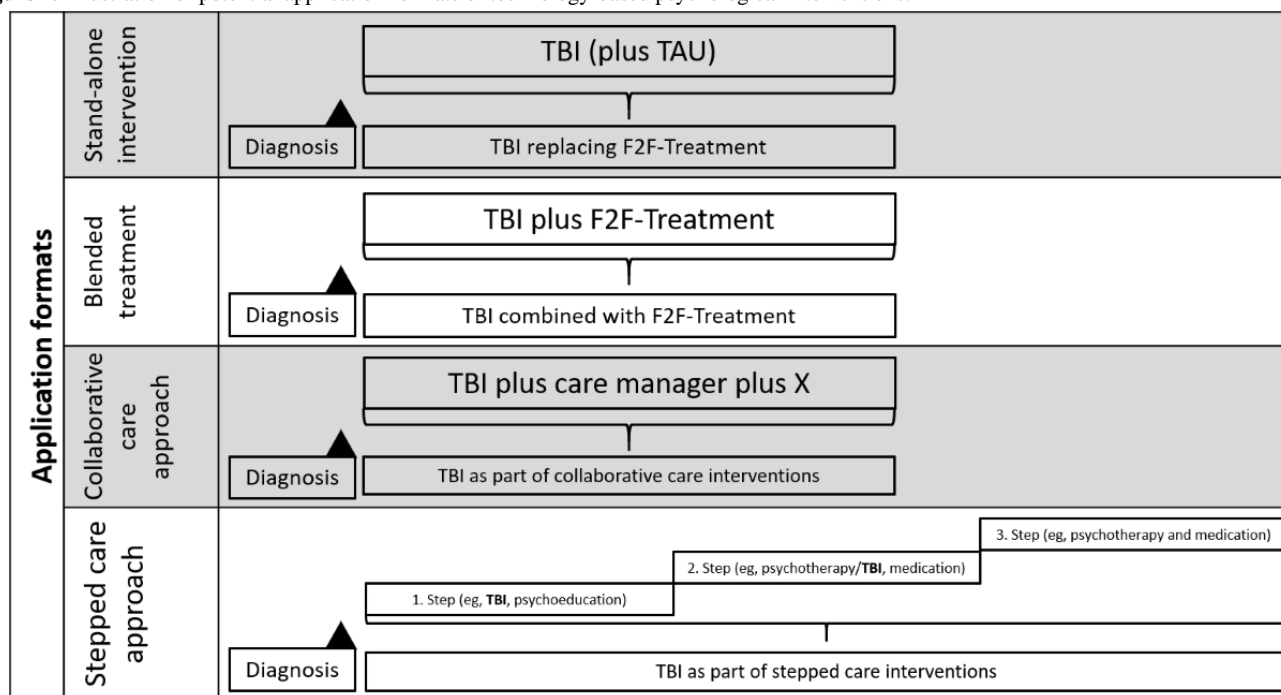 Application formats
Stand-alone
intervention
TBI (plus TAU)
Diagnosis
TBI replacing F2F-Treatment
Blended
treatment
TBI plus F2F-Treatment
Diagnosis
TBI combined with F2F-Treatment
Collaborative
care
approach
TBI plus care manager plus X
Diagnosis
TBI as part of collaborative care interventions
Stepped care
approach
3. Step (eg, psychotherapy and medication)
2. Step (eg, psychotherapy/TBI, medication)
1. Step (eg, TBI, psychoeducation)
Diagnosis
TBI as part of stepped care interventions